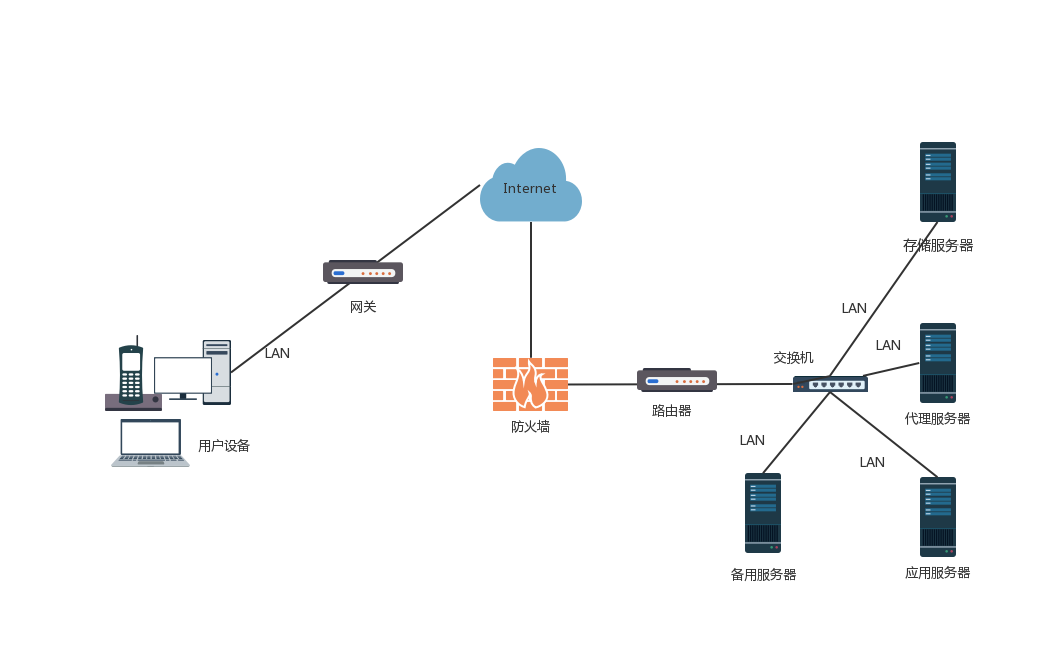 Internet
存储服务器
网关
LAN
LAN
LAN
交换机
路由器
代理服务器
防火墙
用户设备
LAN
LAN
备用服务器
应用服务器